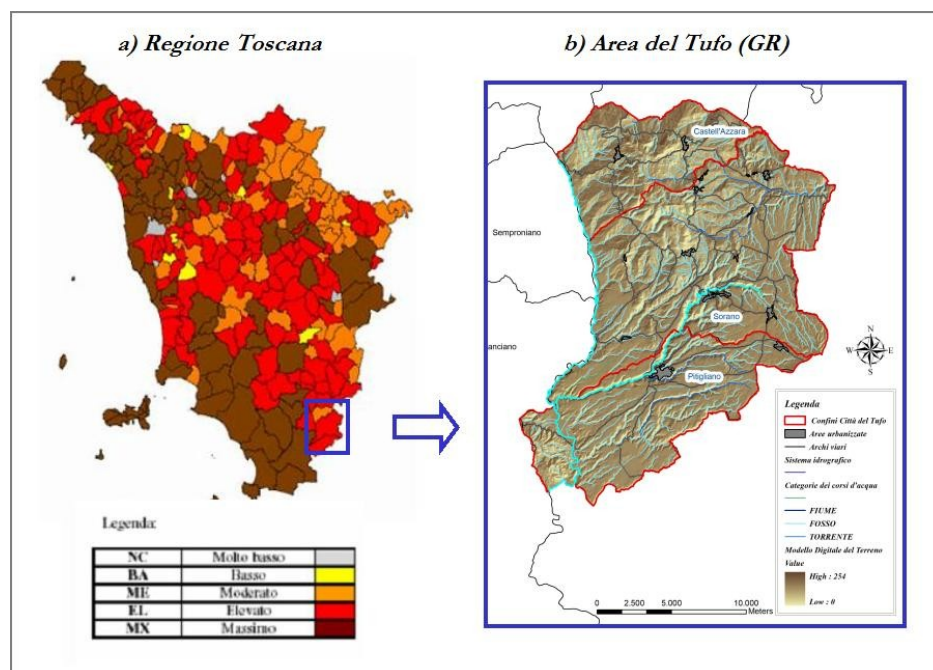 a) Regione Toscana
b) Area del Tufo (GR)
Castell'Azzara
Semproniano
Sorano
anciano
Pitigliano
N
W E
S
Legenda
Confini Città del Tufo
Aree urbanizzate
Archi viari
Sistema idrografico
Categorie dei corsi d'acqua
FIUME
FOSSO
TORRENTE
Modello Digitale del Terreno
Value
High : 254
Low : 0
0 2.500 5.000 10.000
Meters
Legenda:
NC Molto basso
BA Basso
ME Moderato
EL Elevato
MX Massimo